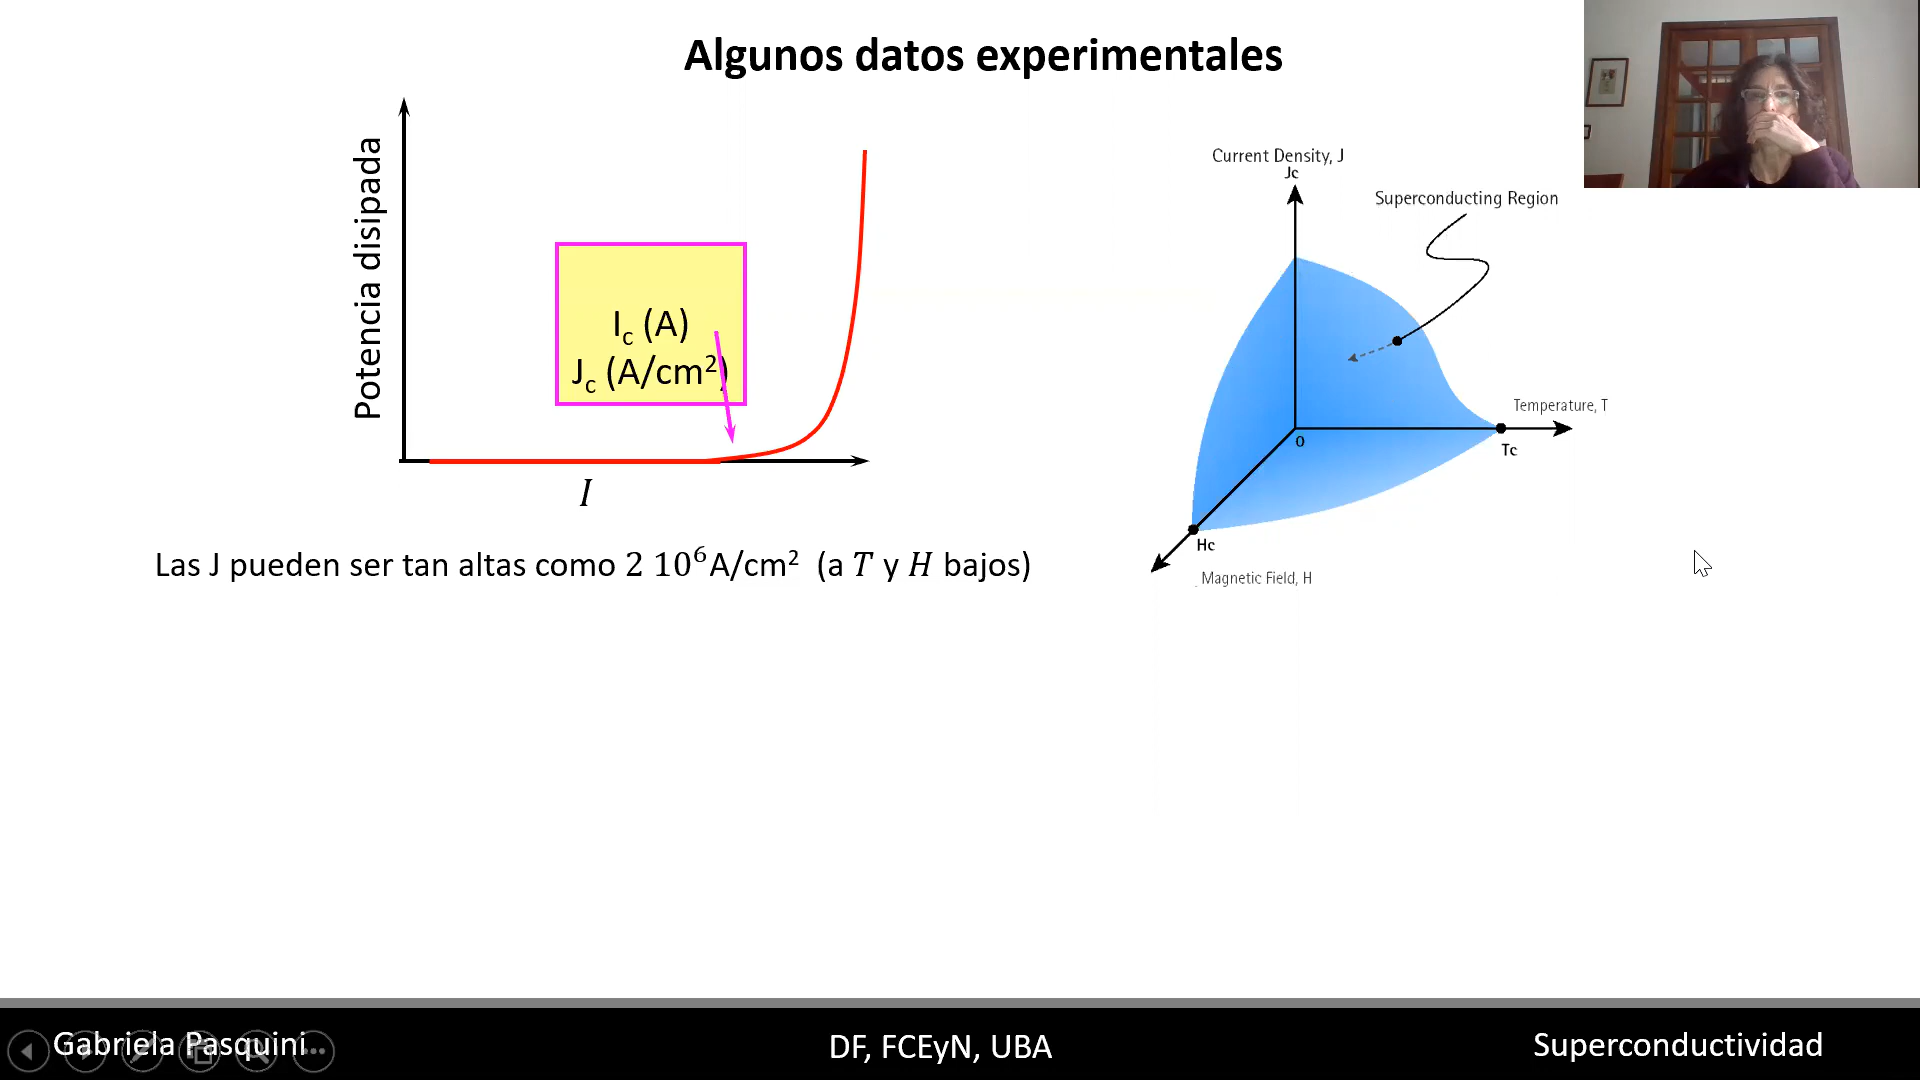 Algunos datos experimentales
Potencia disipada
I_c (A)
J_c (A/cm²)
I
Current Density, J
Jc
Superconducting Region
Temperature, T
Tc
0
Hc
Magnetic Field, H
Las J pueden ser tan altas como 2 10⁶A/cm² (a T y H bajos)
Gabriela Pasquini
DF, FCEyN, UBA
Superconductividad